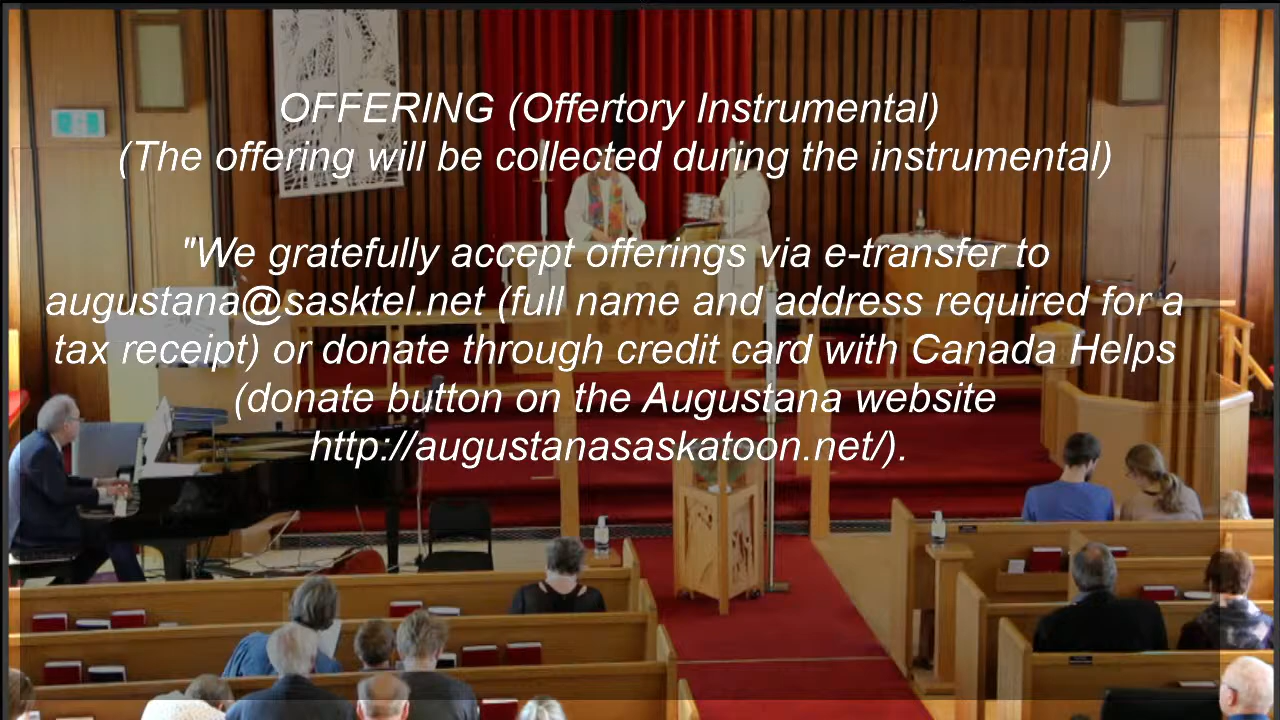 OFFERING (Offertory Instrumental)
(The offering will be collected during the instrumental)
"We gratefully accept offerings via e-transfer to
augustana@sasktel.net (full name and address required for a
tax receipt) or donate through credit card with Canada Helps
(donate button on the Augustana website
http://augustanasaskatoon.net/).